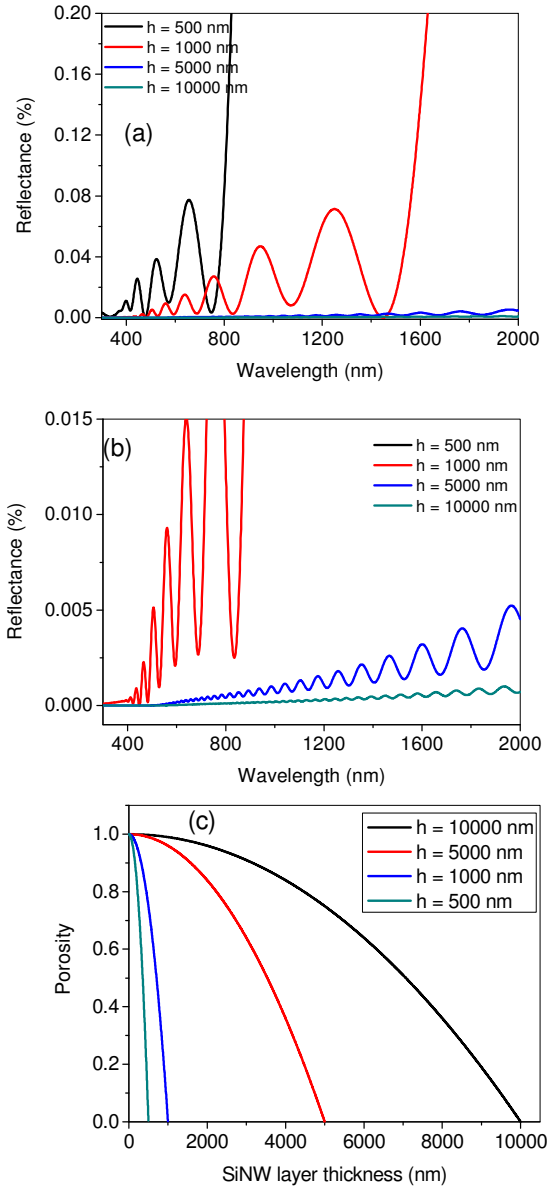 0.20
0.16
0.12
0.08
0.04
0.00
Reflectance (%)
h = 500 nm
h = 1000 nm
h = 5000 nm
h = 10000 nm
(a)
400 800 1200 1600 2000
Wavelength (nm)
(b)
0.015
0.010
0.005
0.000
Reflectance (%)
h = 500 nm
h = 1000 nm
h = 5000 nm
h = 10000 nm
400 800 1200 1600 2000
Wavelength (nm)
(c)
1.0
0.8
0.6
0.4
0.2
0.0
Porosity
h = 10000 nm
h = 5000 nm
h = 1000 nm
h = 500 nm
0 2000 4000 6000 8000 10000
SiNW layer thickness (nm)